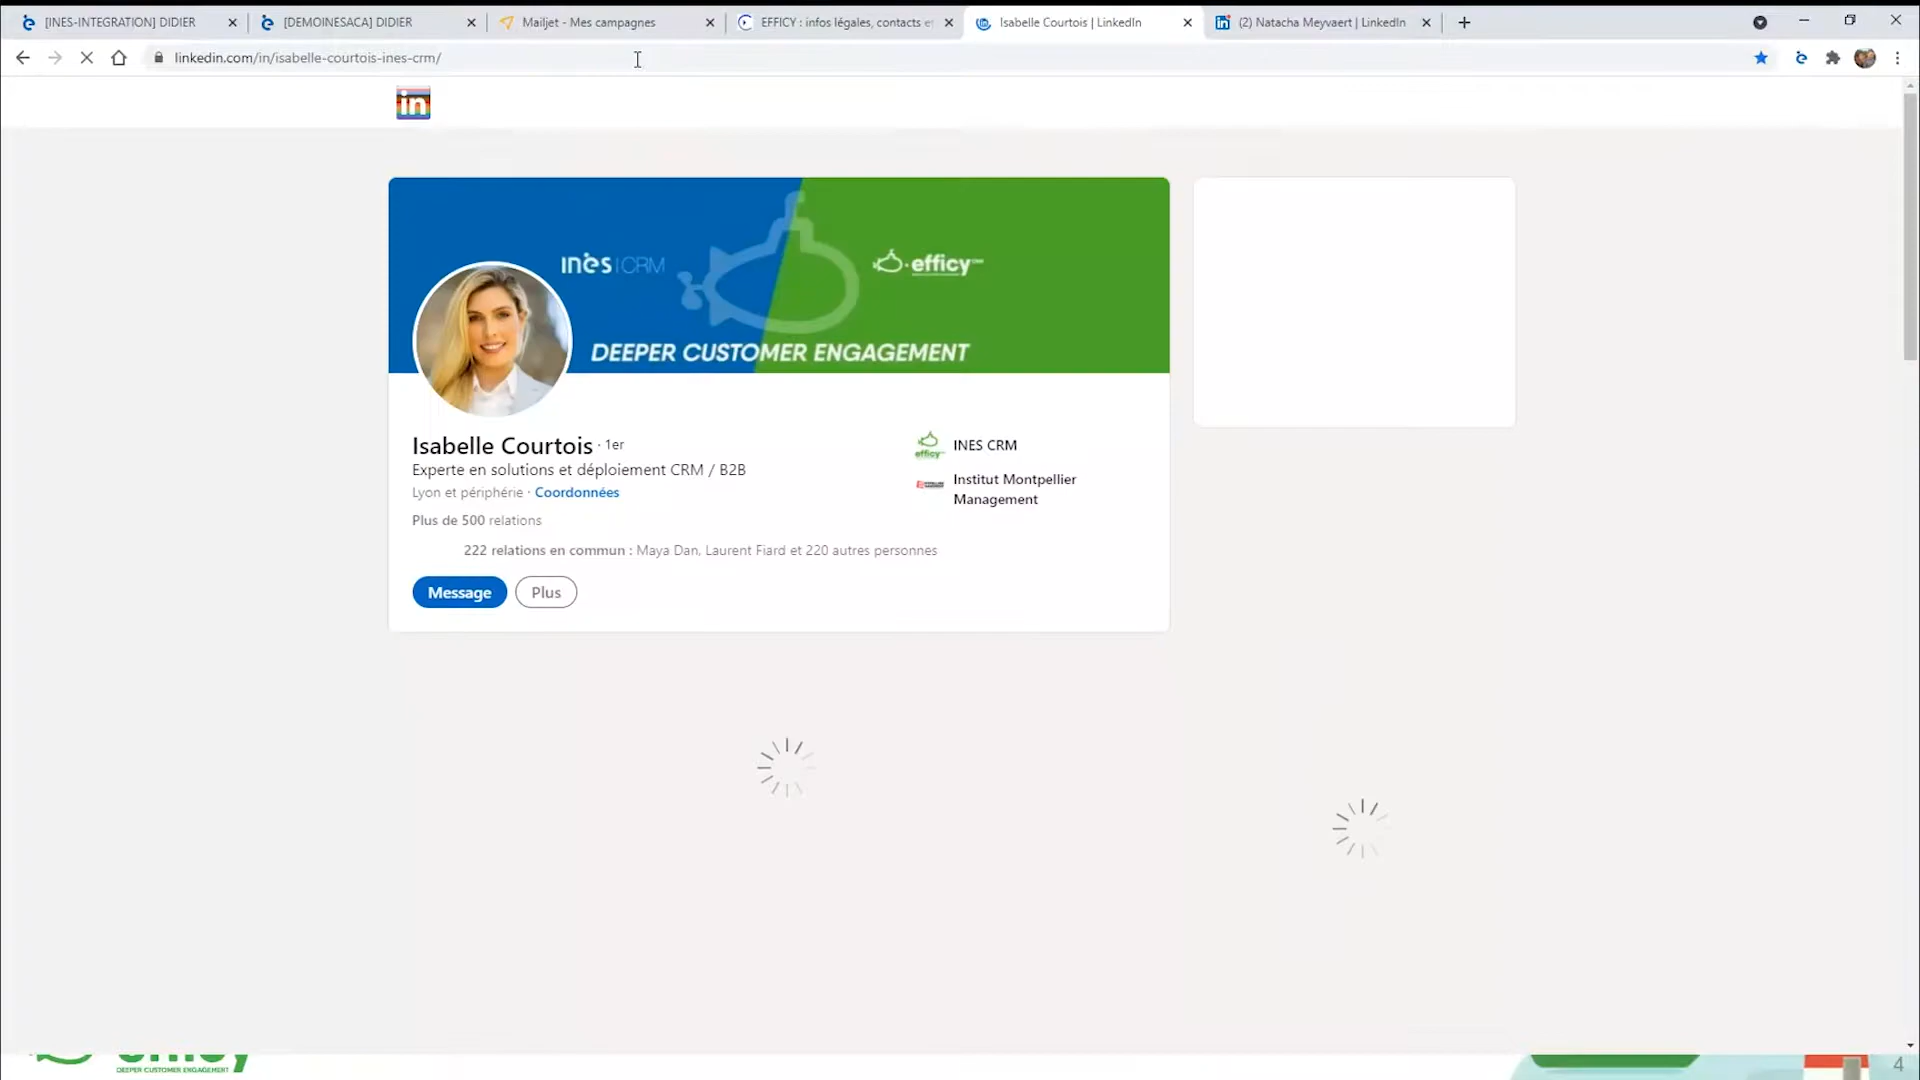 [INES-INTEGRATION] DIDIER
[DEMOINESACA] DIDIER
Mailjet - Mes campagnes
EFFICY : infos légales, contacts et
Isabelle Courtois | LinkedIn
(2) Natacha Meyvaert | LinkedIn
linkedin.com/in/isabelle-courtois-ines-crm/
in
inès | CRM
efficy
DEEPER CUSTOMER ENGAGEMENT
Isabelle Courtois · 1er
Experte en solutions et déploiement CRM / B2B
Lyon et périphérie · Coordonnées
Plus de 500 relations
222 relations en commun : Maya Dan, Laurent Fiard et 220 autres personnes
Message
Plus
efficy
INES CRM
Institut Montpellier
Management
efficy
DEEPER CUSTOMER ENGAGEMENT
4